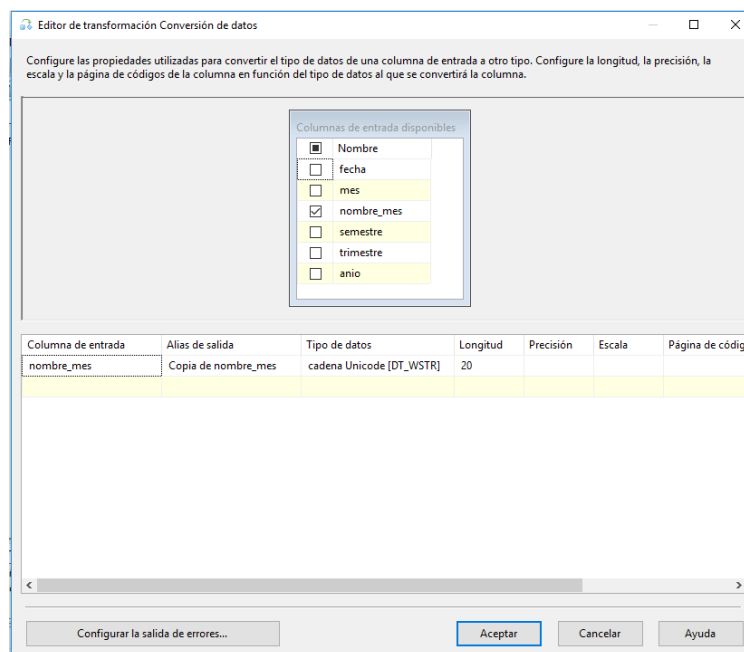 Editor de transformación Conversión de datos
Configure las propiedades utilizadas para convertir el tipo de datos de una columna de entrada a otro tipo. Configure la longitud, la precisión, la
escala y la página de códigos de la columna en función del tipo de datos al que se convertirá la columna.
Columnas de entrada disponibles
Nombre
fecha
mes
nombre_mes
semestre
trimestre
anio
Columna de entrada Alias de salida Tipo de datos Longitud Precisión Escala Página de códig
nombre_mes Copia de nombre_mes cadena Unicode [DT_WSTR] 20
Configurar la salida de errores... Aceptar Cancelar Ayuda